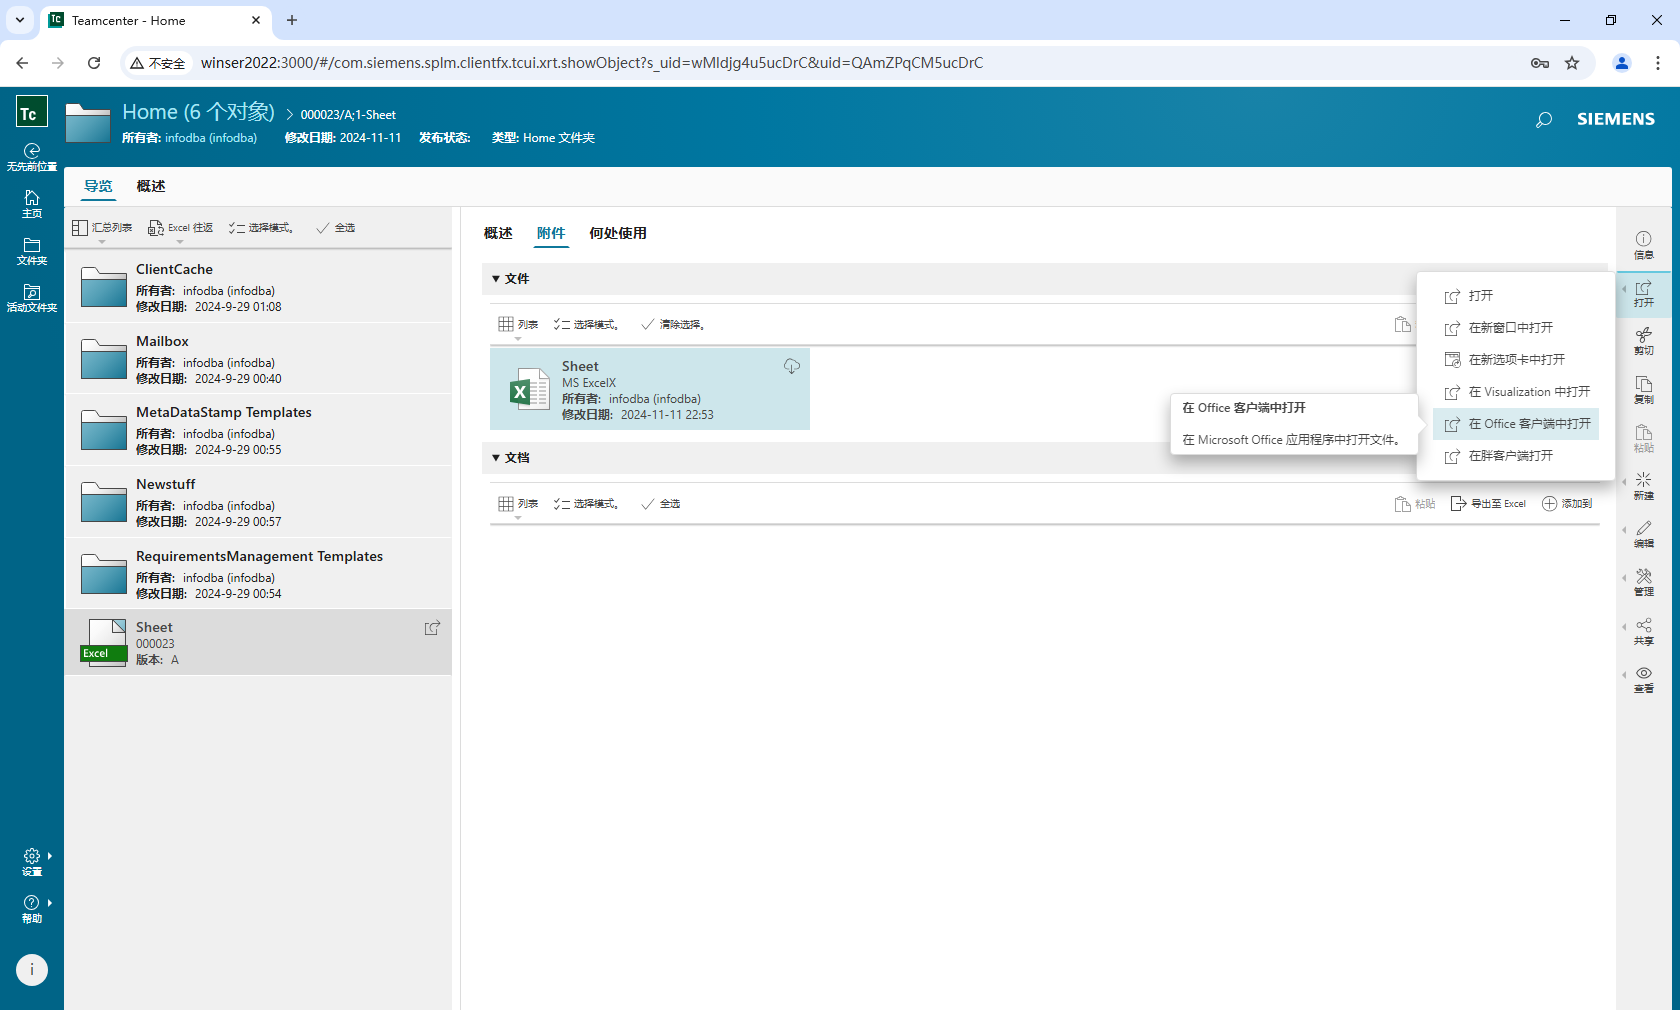 Teamcenter - Home
不安全
winser2022:3000/#/com.siemens.splm.clientfx.tcui.xrt.showObject?s_uid=wMIdjg4u5ucDrC&uid=QAmZPqCM5ucDrC
Tc
Home (6 个对象)
000023/A;1-Sheet
所有者: infodba (infodba) 修改日期: 2024-11-11 发布状态: 类型: Home 文件夹
SIEMENS
无先前位置
主页
文件夹
活动文件夹
设置
帮助
导览 概述
汇总列表 Excel 往返 选择模式。 全选
ClientCache
所有者: infodba (infodba)
修改日期: 2024-9-29 01:08
Mailbox
所有者: infodba (infodba)
修改日期: 2024-9-29 00:40
MetaDataStamp Templates
所有者: infodba (infodba)
修改日期: 2024-9-29 00:55
Newstuff
所有者: infodba (infodba)
修改日期: 2024-9-29 00:57
RequirementsManagement Templates
所有者: infodba (infodba)
修改日期: 2024-9-29 00:54
Excel
Sheet
000023
版本: A
概述 附件 何处使用
文件
列表 选择模式。 清除选择。
Sheet
MS ExcelX
所有者: infodba (infodba)
修改日期: 2024-11-11 22:53
文档
列表 选择模式。 全选
粘贴 导出至 Excel 添加到
在 Office 客户端中打开
在 Microsoft Office 应用程序中打开文件。
打开
在新窗口中打开
在新选项卡中打开
在 Visualization 中打开
在 Office 客户端中打开
在胖客户端打开
信息
打开
剪切
复制
粘贴
新建
编辑
管理
共享
查看